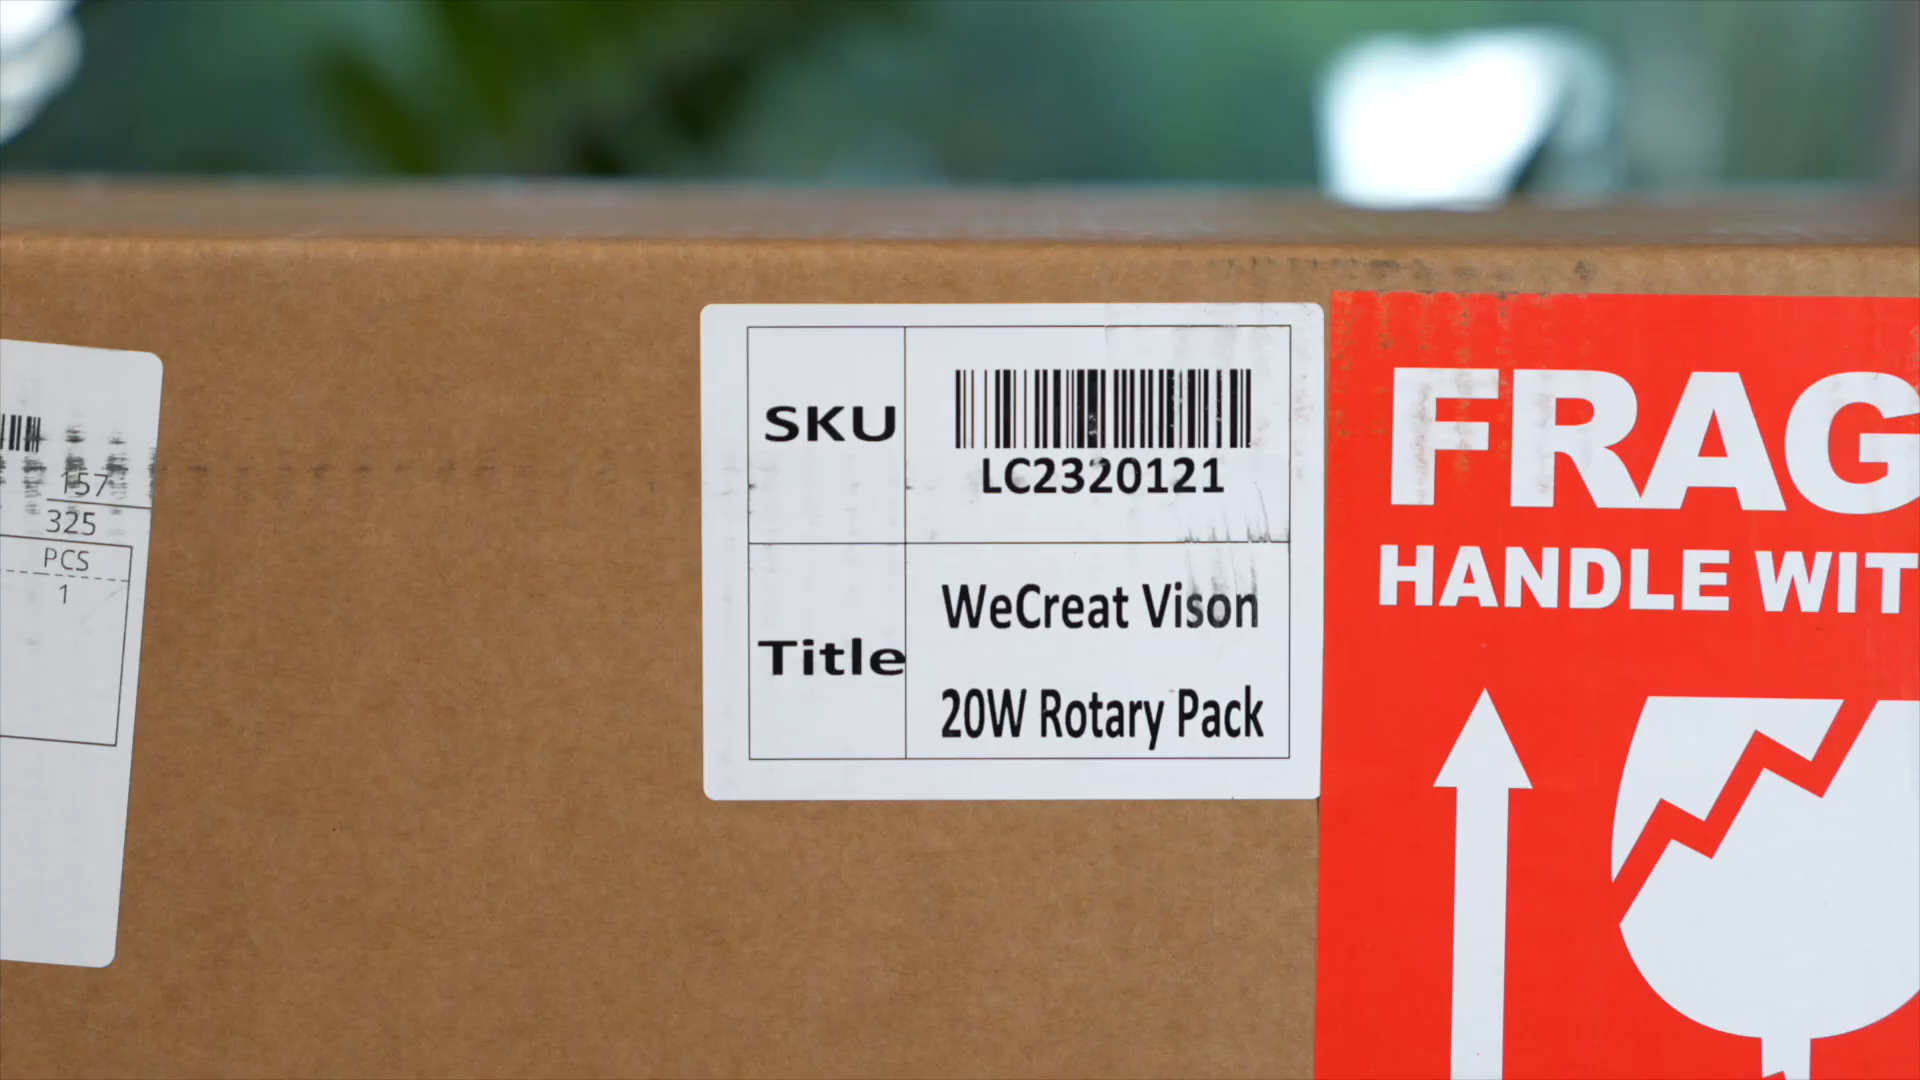 157
325
PCS
1
SKU
LC2320121
Title
WeCreat Vison
20W Rotary Pack
FRAG
HANDLE WIT